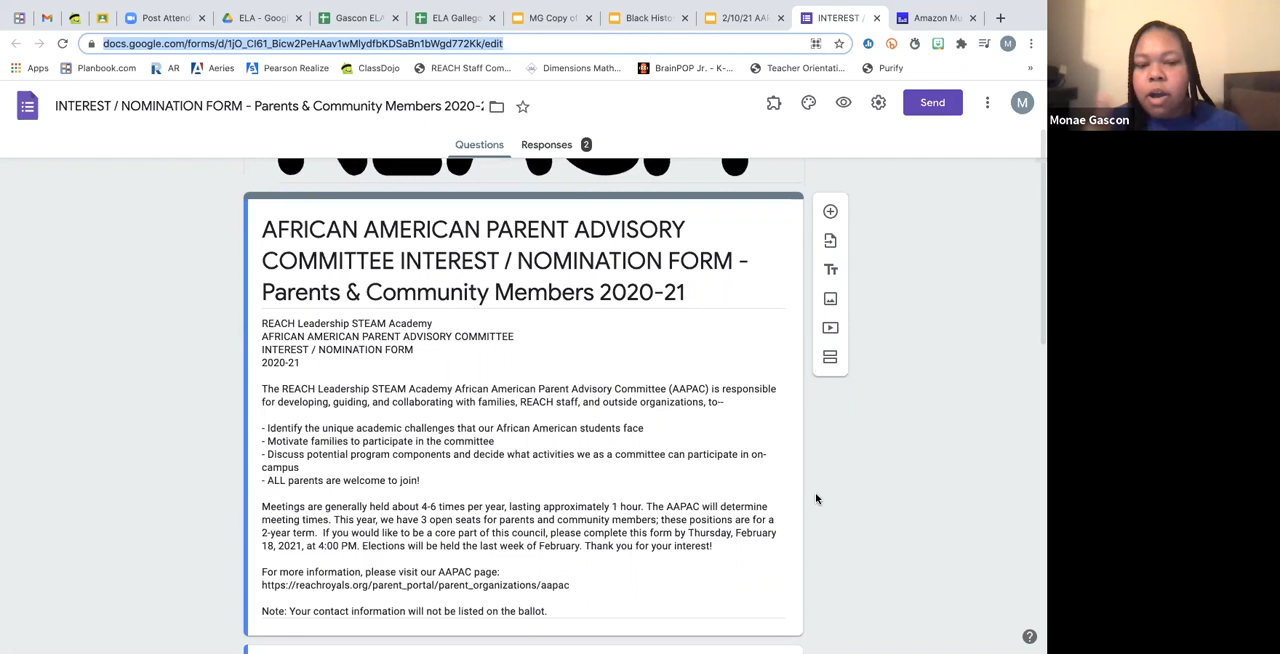 Post Attend
ELA - Googl
Gascon ELA
ELA Gallego
MG Copy of
Black Histo
2/10/21 AA
INTEREST /
Amazon Mu
docs.google.com/forms/d/1jO_Cl61_Bicw2PeHAav1wMlydfbKDSaBn1bWgd772Kk/edit
M
Apps
Planbook.com
AR
Aeries
Pearson Realize
ClassDojo
REACH Staff Com...
Dimensions Math...
BrainPOP Jr. - K-...
Teacher Orientati...
Purify
»
INTEREST / NOMINATION FORM - Parents & Community Members 2020-2
Send
M
Monae Gascon
Questions
Responses 2
AFRICAN AMERICAN PARENT ADVISORY
COMMITTEE INTEREST / NOMINATION FORM -
Parents & Community Members 2020-21
REACH Leadership STEAM Academy
AFRICAN AMERICAN PARENT ADVISORY COMMITTEE
INTEREST / NOMINATION FORM
2020-21
The REACH Leadership STEAM Academy African American Parent Advisory Committee (AAPAC) is responsible
for developing, guiding, and collaborating with families, REACH staff, and outside organizations, to--
- Identify the unique academic challenges that our African American students face
- Motivate families to participate in the committee
- Discuss potential program components and decide what activities we as a committee can participate in on-
campus
- ALL parents are welcome to join!
Meetings are generally held about 4-6 times per year, lasting approximately 1 hour. The AAPAC will determine
meeting times. This year, we have 3 open seats for parents and community members; these positions are for a
2-year term. If you would like to be a core part of this council, please complete this form by Thursday, February
18, 2021, at 4:00 PM. Elections will be held the last week of February. Thank you for your interest!
For more information, please visit our AAPAC page:
https://reachroyals.org/parent_portal/parent_organizations/aapac
Note: Your contact information will not be listed on the ballot.
Tт